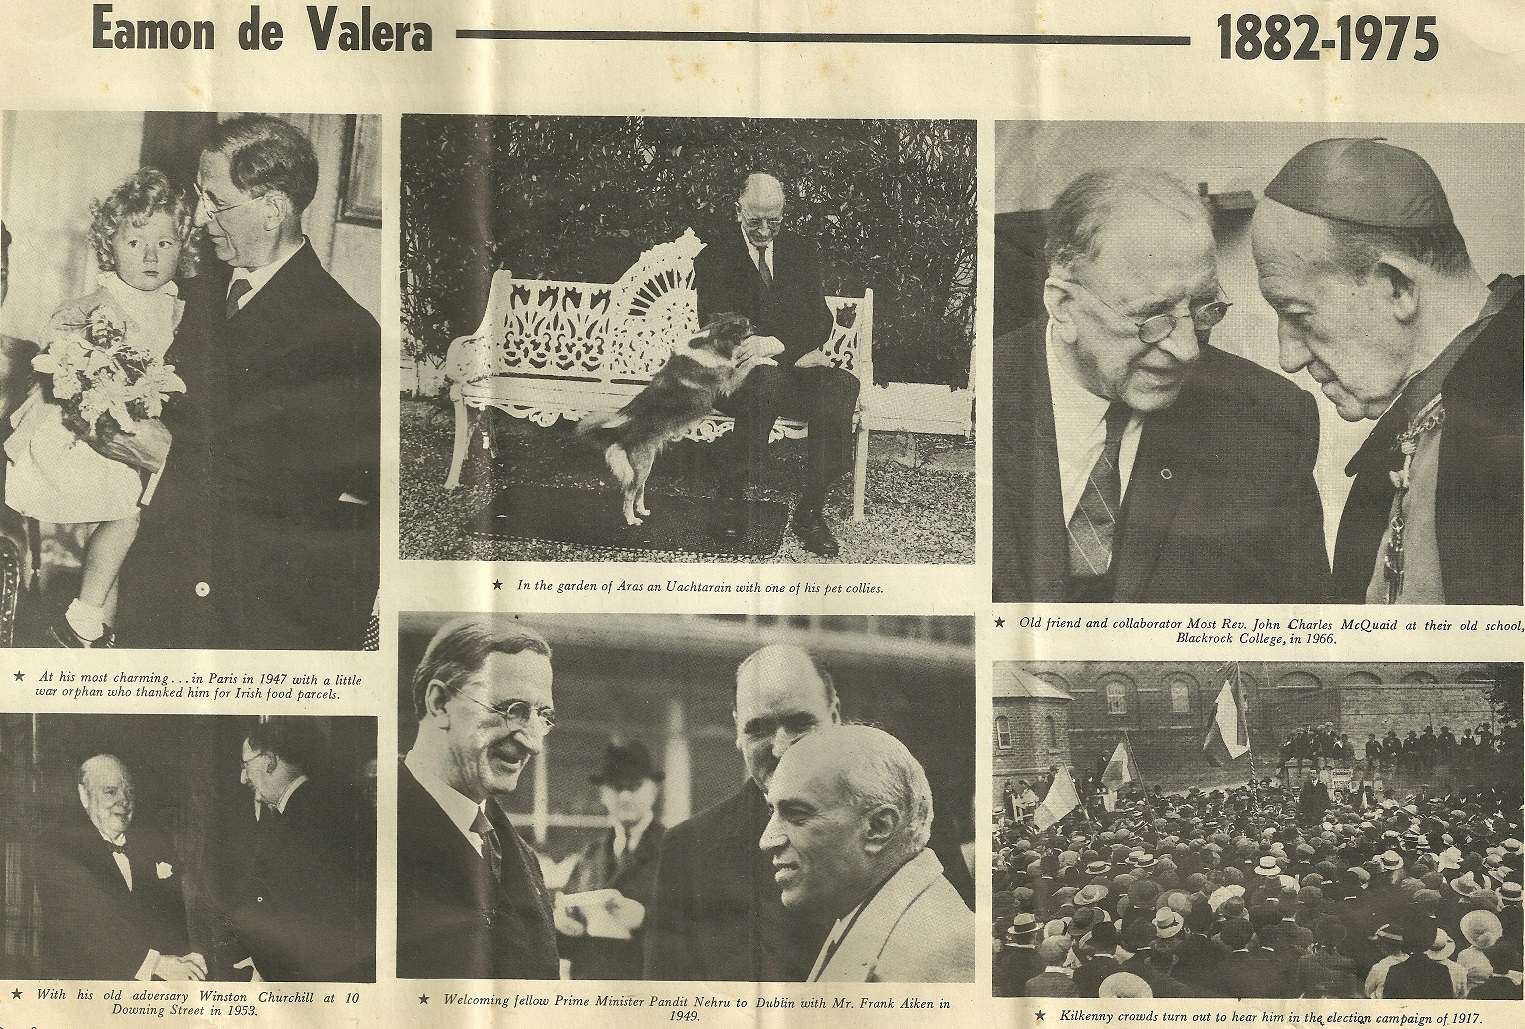 Eamon de Valera
1882-1975
★ At his most charming...in Paris in 1947 with a little
war orphan who thanked him for Irish food parcels.
★ In the garden of Aras an Uachtarain with one of his pet collies.
★ Old friend and collaborator Most Rev. John Charles McQuaid at their old school,
Blackrock College, in 1966.
★ With his old adversary Winston Churchill at 10
Downing Street in 1953.
★ Welcoming fellow Prime Minister Pandit Nehru to Dublin with Mr. Frank Aiken in
1949.
★ Kilkenny crowds turn out to hear him in the election campaign of 1917.